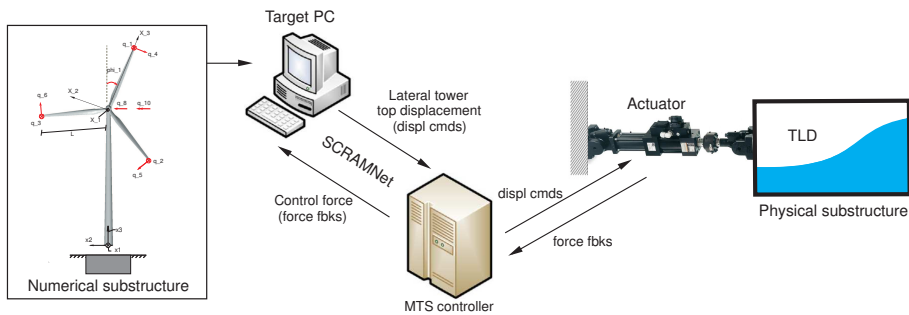 Target PC
X_3
q_1
q_4
phi_1
q_6
X_2
q_8
q_10
q_3
L
X_1
q_2
q_5
x3
x2
x1
Numerical substructure
Lateral tower
top displacement
(displ cmds)
SCRAMNet
Control force
(force fbks)
MTS controller
displ cmds
force fbks
Actuator
TLD
Physical substructure